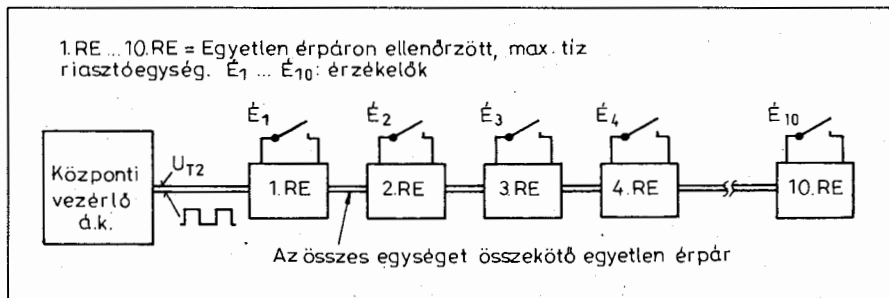 1.RE ... 10.RE = Egyetlen érpáron ellenőrzött, max. tíz
riasztóegység. É1 ... É10: érzékelők
É1
É2
É3
É4
É10
Központi
vezérlő
á.k.
UT2
1.RE
2.RE
3.RE
4.RE
10.RE
Az összes egységet összekötő egyetlen érpár